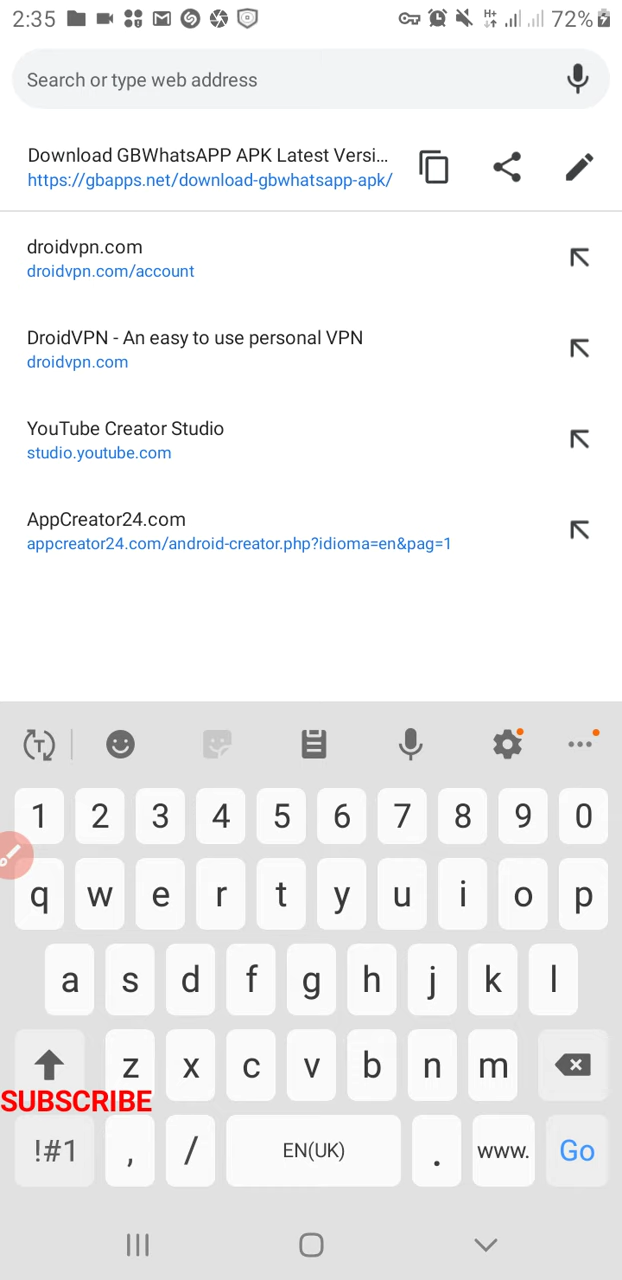 2:35 72%
Search or type web address
Download GBWhatsAPP APK Latest Versi...
https://gbapps.net/download-gbwhatsapp-apk/
droidvpn.com
droidvpn.com/account
DroidVPN - An easy to use personal VPN
droidvpn.com
YouTube Creator Studio
studio.youtube.com
AppCreator24.com
appcreator24.com/android-creator.php?idioma=en&pag=1
1 2 3 4 5 6 7 8 9 0
q w e r t y u i o p
a s d f g h j k l
z x c v b n m
SUBSCRIBE
!#1 , / EN(UK) . www. Go